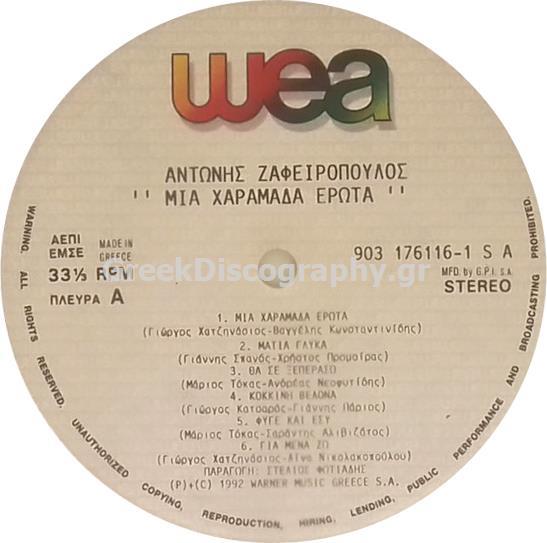 wea
ΑΝΤΩΝΗΣ ΖΑΦΕΙΡΟΠΟΥΛΟΣ
'' ΜΙΑ ΧΑΡΑΜΑΔΑ ΕΡΩΤΑ ''
ΑΕΠΙ
ΕΜΣΕ
MADE IN
GREECE
33⅓ RPM
ΠΛΕΥΡΑ A
903 176116-1 S A
MFD. by G.P.I. S.A.
STEREO
GreekDiscography.gr
1. ΜΙΑ ΧΑΡΑΜΑΔΑ ΕΡΩΤΑ
(Γιώργος Χατζηνάσιος-Βαγγέλης Κωνσταντινίδης)
2. ΜΑΤΙΑ ΓΛΥΚΑ
(Γιάννης Σπανός-Χρήστος Προμοίρας)
3. ΘΑ ΣΕ ΞΕΠΕΡΑΣΩ
(Μάριος Τόκας-Ανδρέας Νεοφυτίδης)
4. ΚΟΚΚΙΝΗ ΒΕΛΟΝΑ
(Γιώργος Κατσαρός-Γιάννης Πάριος)
5. ΦΥΓΕ ΚΑΙ ΕΣΥ
(Μάριος Τόκας-Σαράντης Αλιβιζάτος)
6. ΓΙΑ ΜΕΝΑ ΖΩ
(Γιώργος Χατζηνάσιος-Λίνα Νικολακοπούλου)
ΠΑΡΑΓΩΓΗ: ΣΤΕΛΙΟΣ ΦΩΤΙΑΔΗΣ
(P)+(C) 1992 WARNER MUSIC GREECE S.A.
WARNING. ALL RIGHTS RESERVED. UNAUTHORIZED COPYING, REPRODUCTION, HIRING, LENDING, PUBLIC PERFORMANCE AND BROADCASTING PROHIBITED.